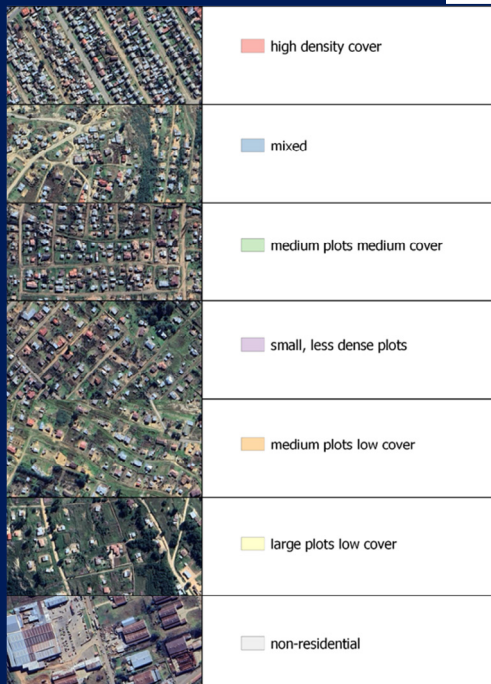 high density cover
mixed
medium plots medium cover
small, less dense plots
medium plots low cover
large plots low cover
non-residential